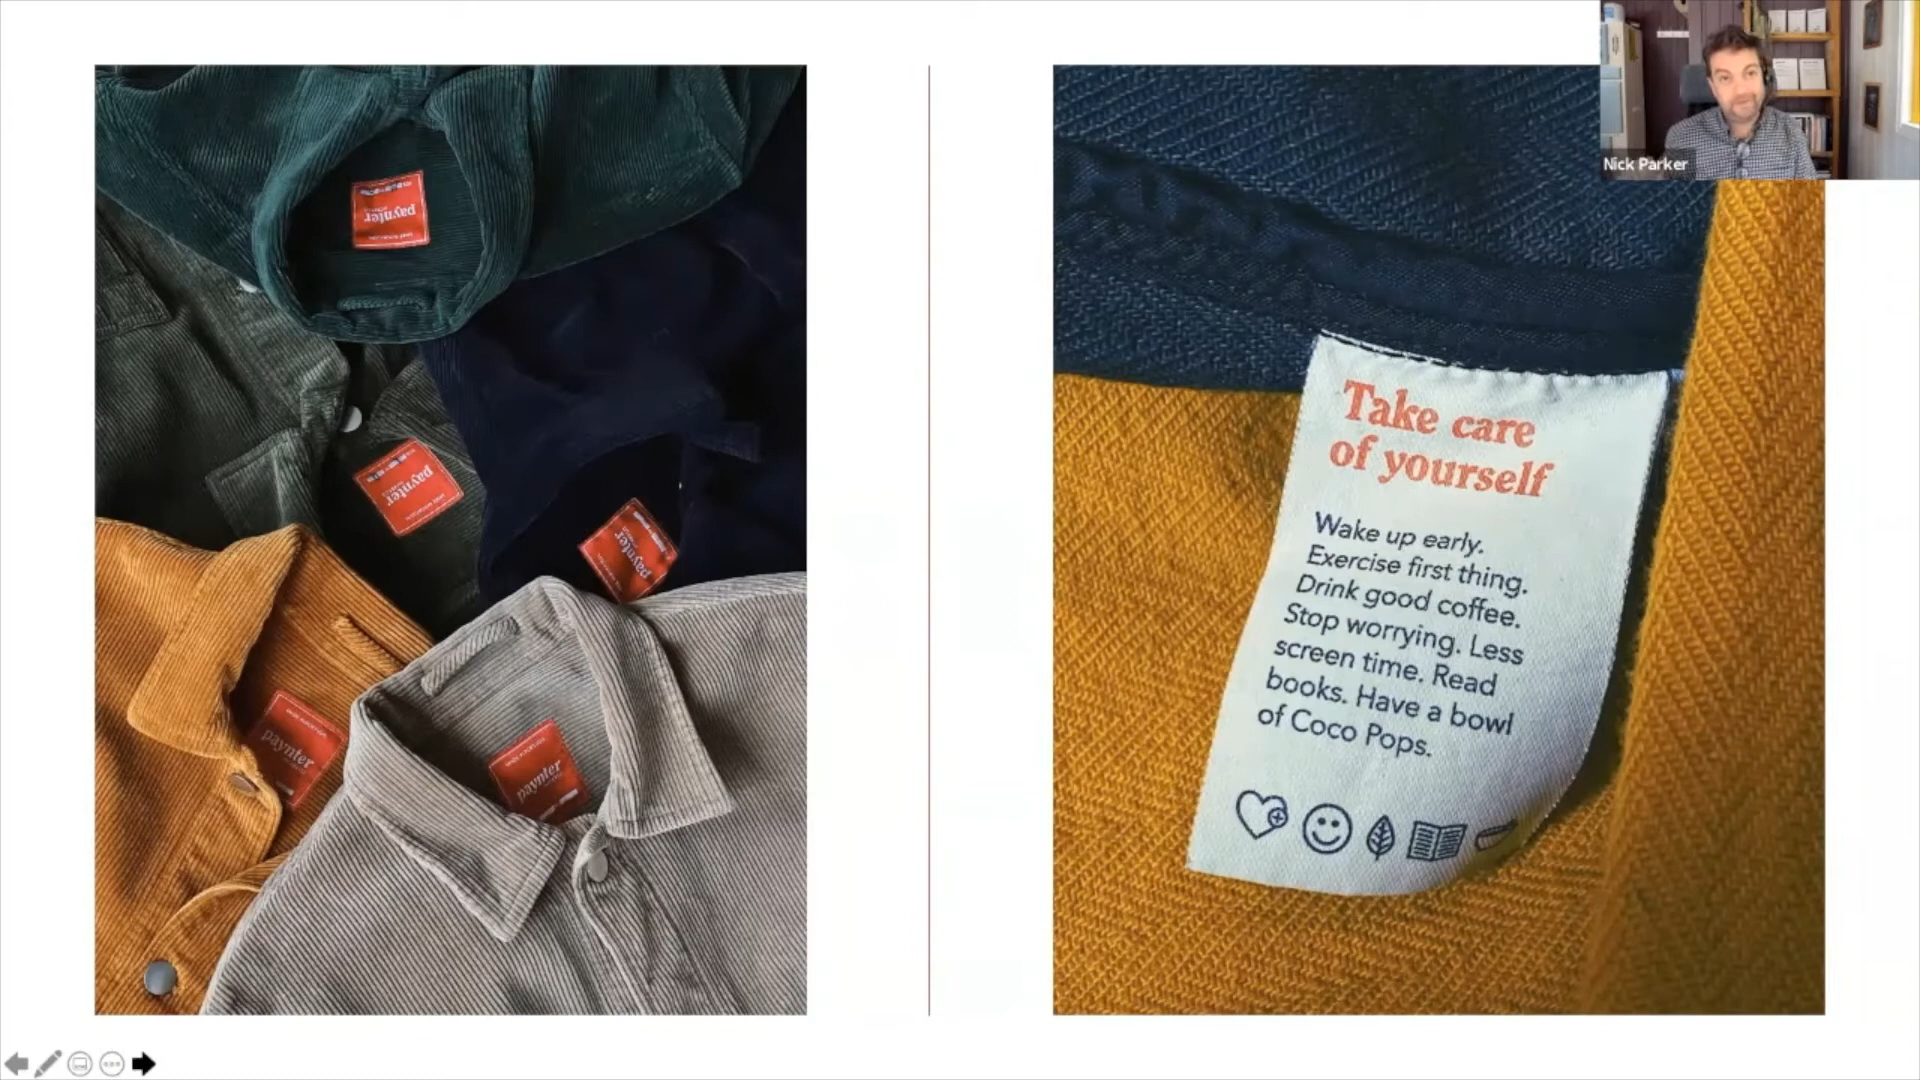 paynter
paynter
paynter
paynter
paynter
Take care
of yourself
Wake up early.
Exercise first thing.
Drink good coffee.
Stop worrying. Less
screen time. Read
books. Have a bowl
of Coco Pops.
Nick Parker